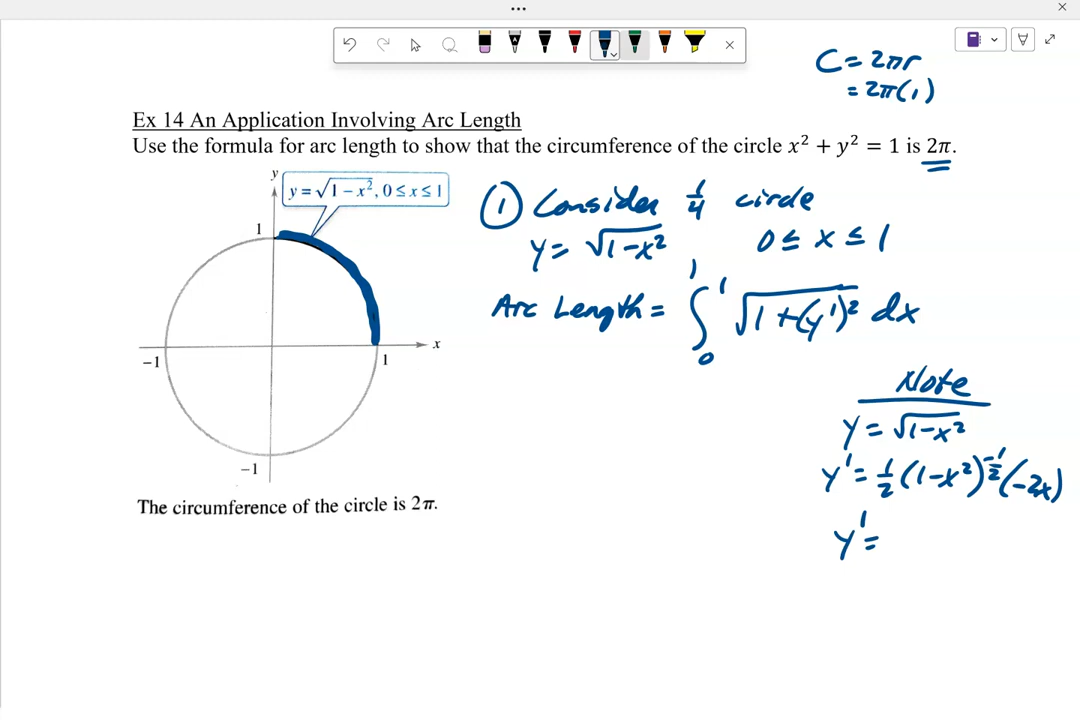 C = 2πr
= 2π(1)
Ex 14 An Application Involving Arc Length
Use the formula for arc length to show that the circumference of the circle x² + y² = 1 is 2π.
y
y = √(1 − x²), 0 ≤ x ≤ 1
1
x
−1
1
−1
The circumference of the circle is 2π.
① Consider 1/4 circle
y = √(1-x²) 0 ≤ x ≤ 1
Arc Length = ∫₀¹ √(1+(y')²) dx
Note
y = √(1-x²)
y' = 1/2 (1-x²)^(-1/2) (-2x)
y' =